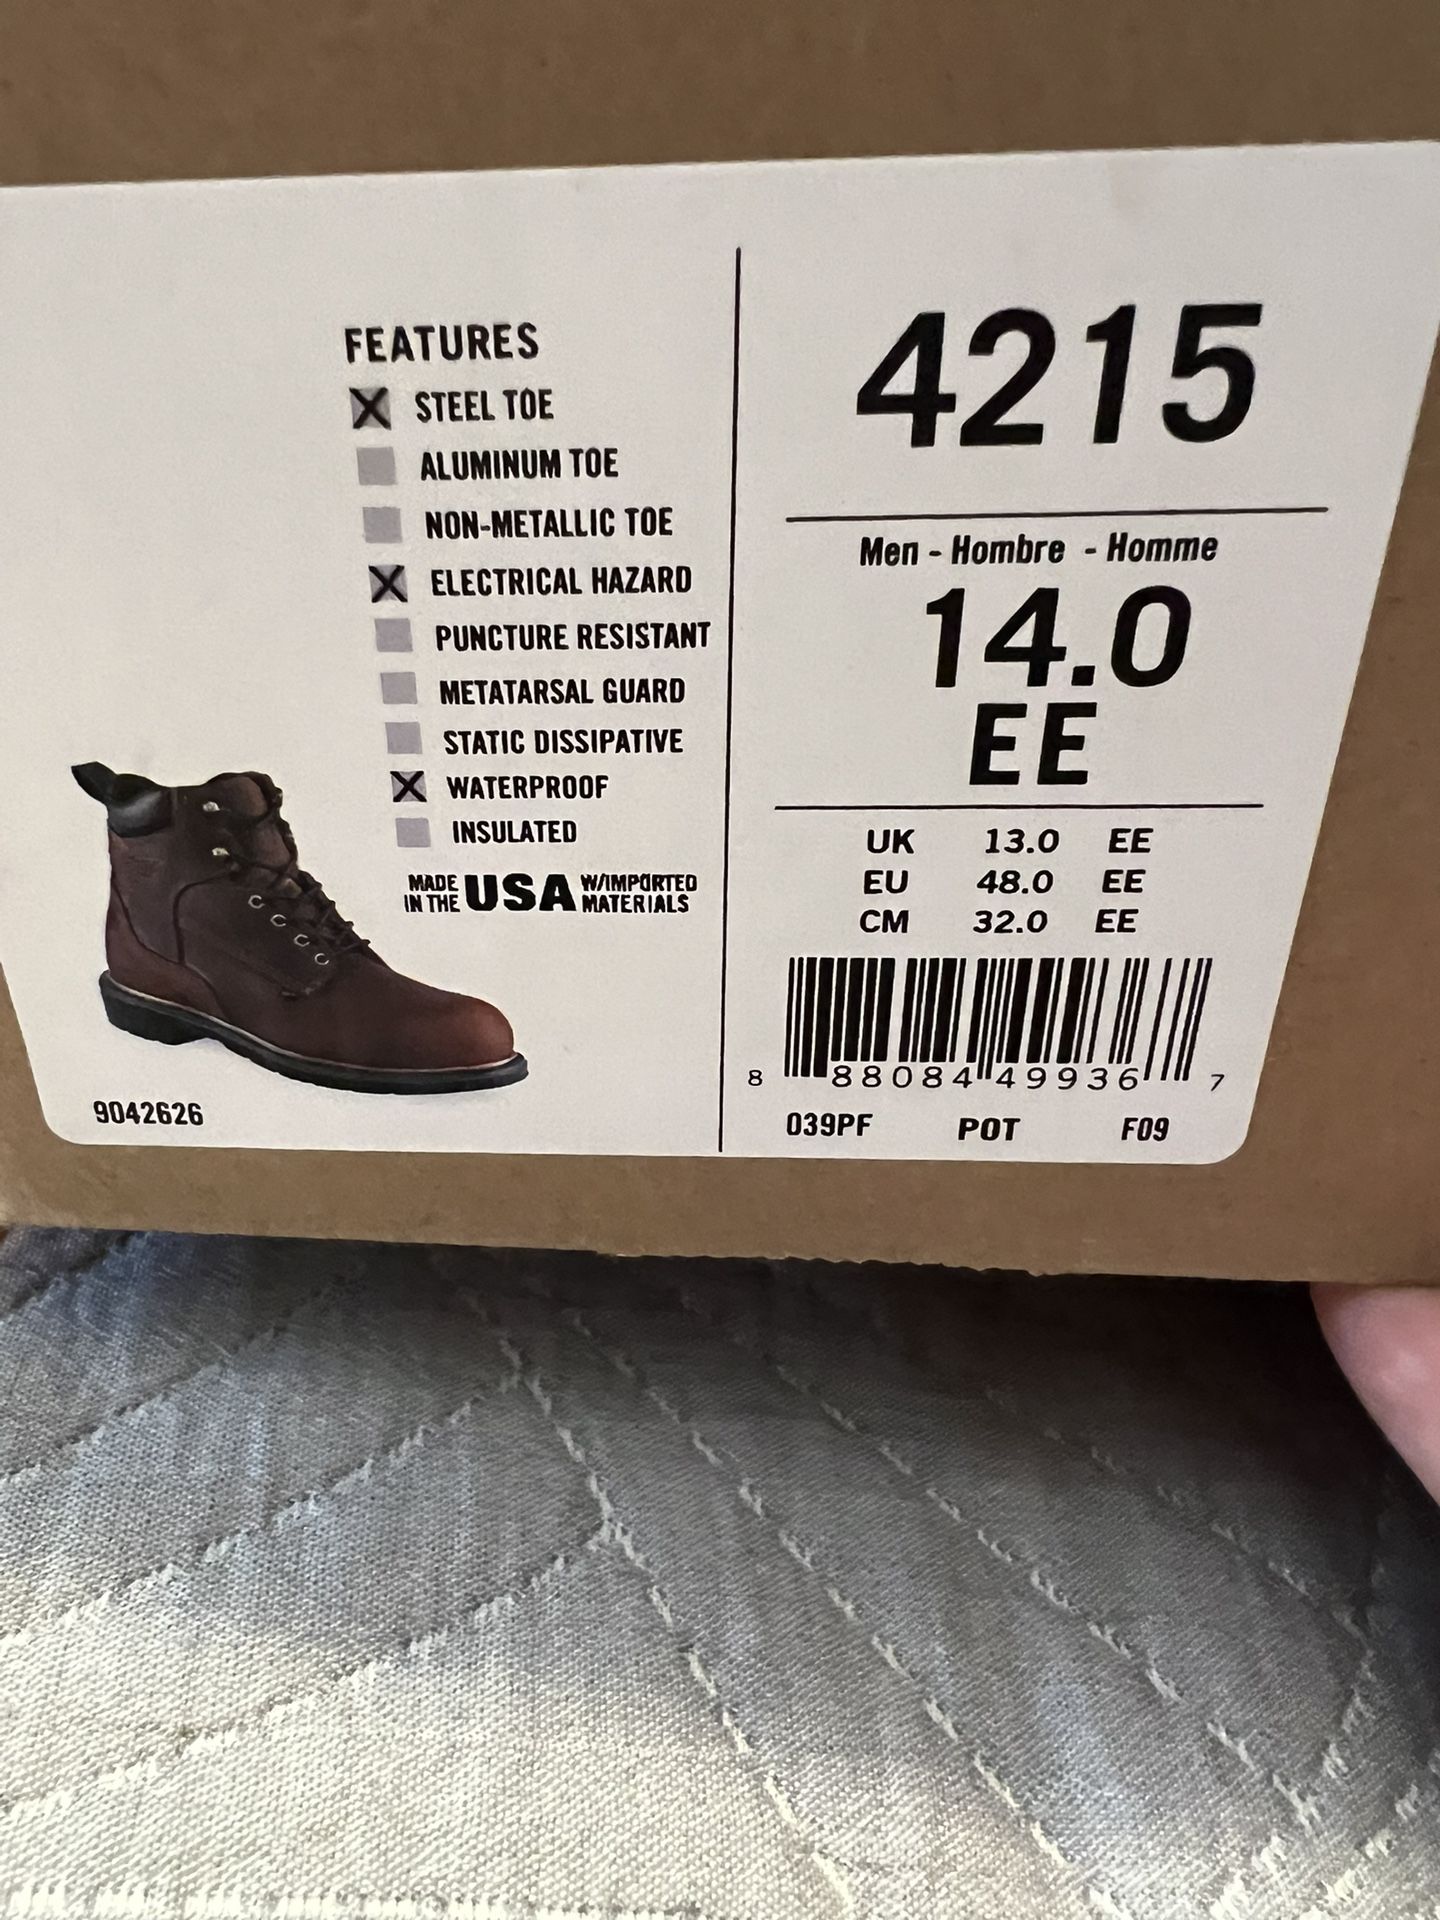 FEATURES
STEEL TOE
ALUMINUM TOE
NON-METALLIC TOE
ELECTRICAL HAZARD
PUNCTURE RESISTANT
METATARSAL GUARD
STATIC DISSIPATIVE
WATERPROOF
INSULATED
MADE IN THE USA W/IMPORTED MATERIALS
9042626
4215
Men - Hombre - Homme
14.0
EE
UK 13.0 EE
EU 48.0 EE
CM 32.0 EE
8 88084 49936 7
039PF POT F09